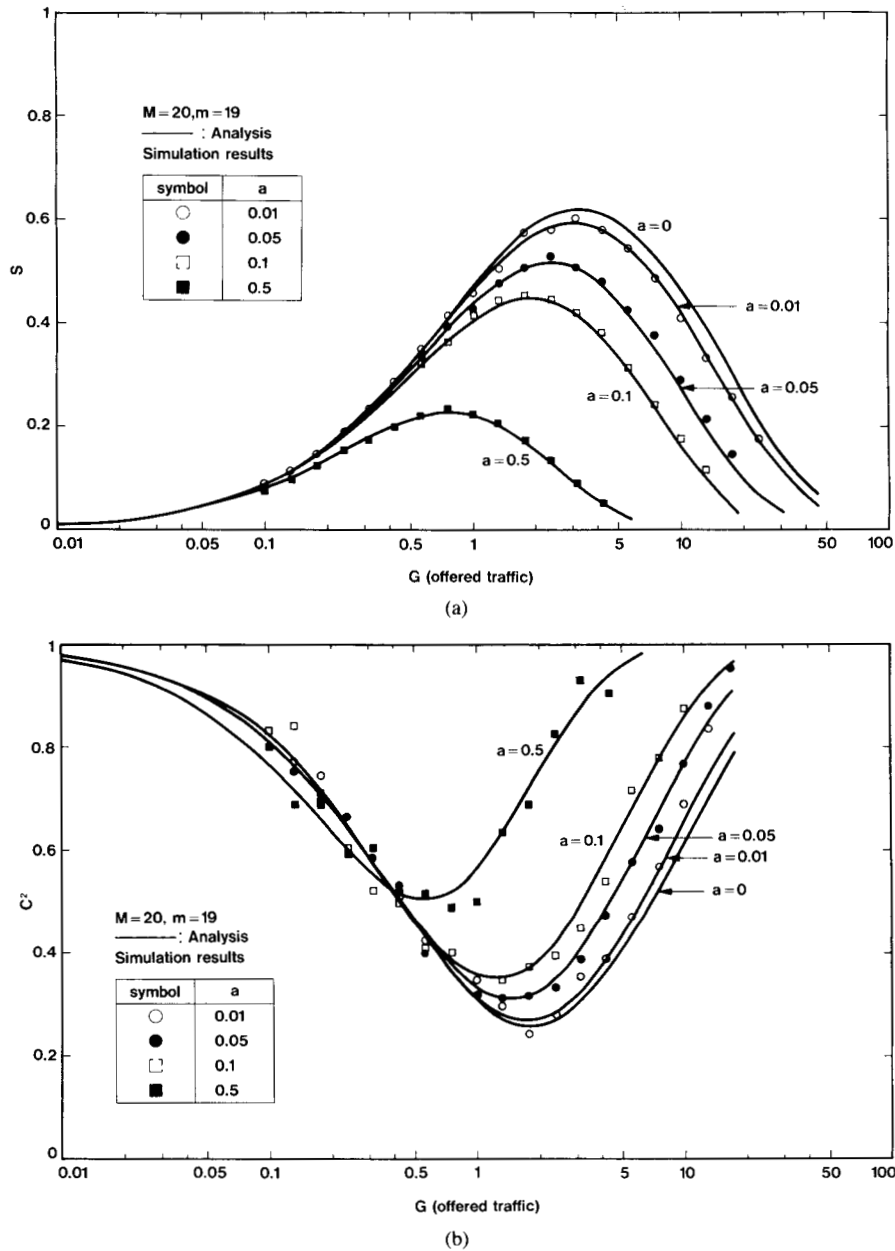 1
0.8
0.6
0.4
0.2
0
S
M = 20, m = 19
: Analysis
Simulation results
symbol a
0.01
0.05
0.1
0.5
a = 0
a = 0.01
a = 0.05
a = 0.1
a = 0.5
0.01 0.05 0.1 0.5 1 5 10 50 100
G (offered traffic)
(a)
1
0.8
0.6
0.4
0.2
0
C²
a = 0.5
a = 0.1
a = 0.05
a = 0.01
a = 0
M = 20, m = 19
: Analysis
Simulation results
symbol a
0.01
0.05
0.1
0.5
0.01 0.05 0.1 0.5 1 5 10 50 100
G (offered traffic)
(b)